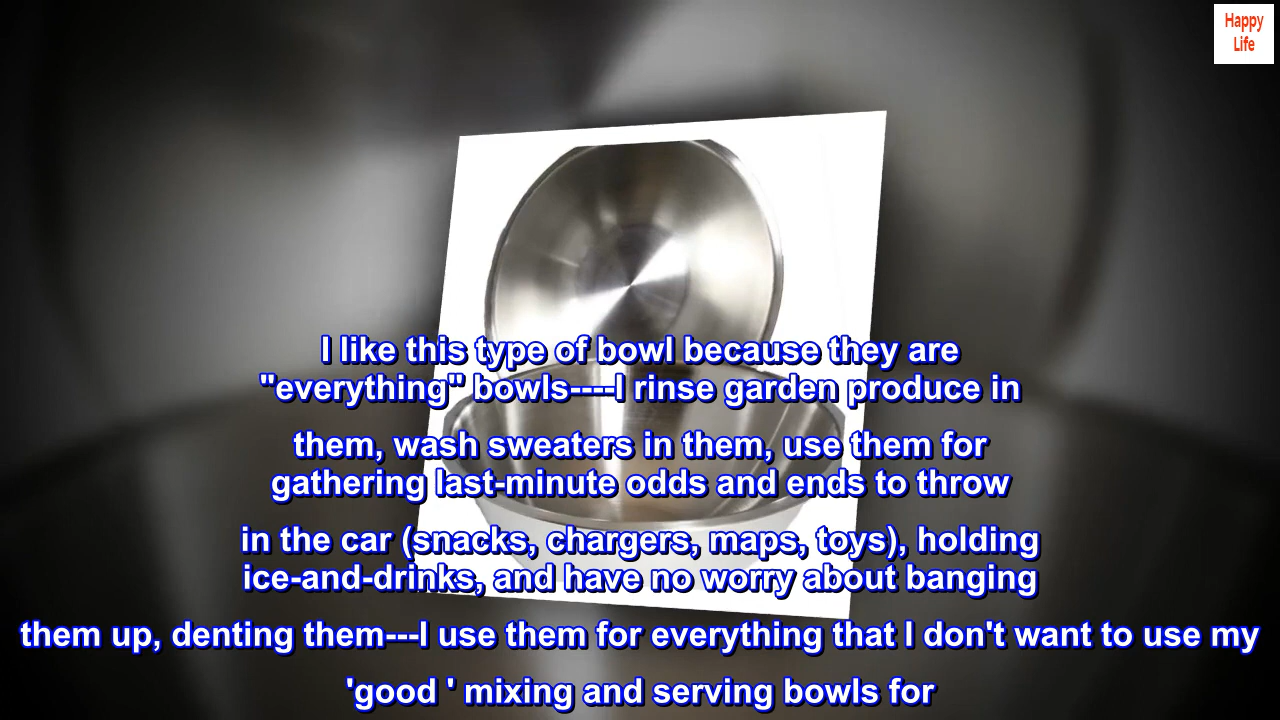 Happy
Life
I like this type of bowl because they are
"everything" bowls----I rinse garden produce in
them, wash sweaters in them, use them for
gathering last-minute odds and ends to throw
in the car (snacks, chargers, maps, toys), holding
ice-and-drinks, and have no worry about banging
them up, denting them---I use them for everything that I don't want to use my
'good ' mixing and serving bowls for